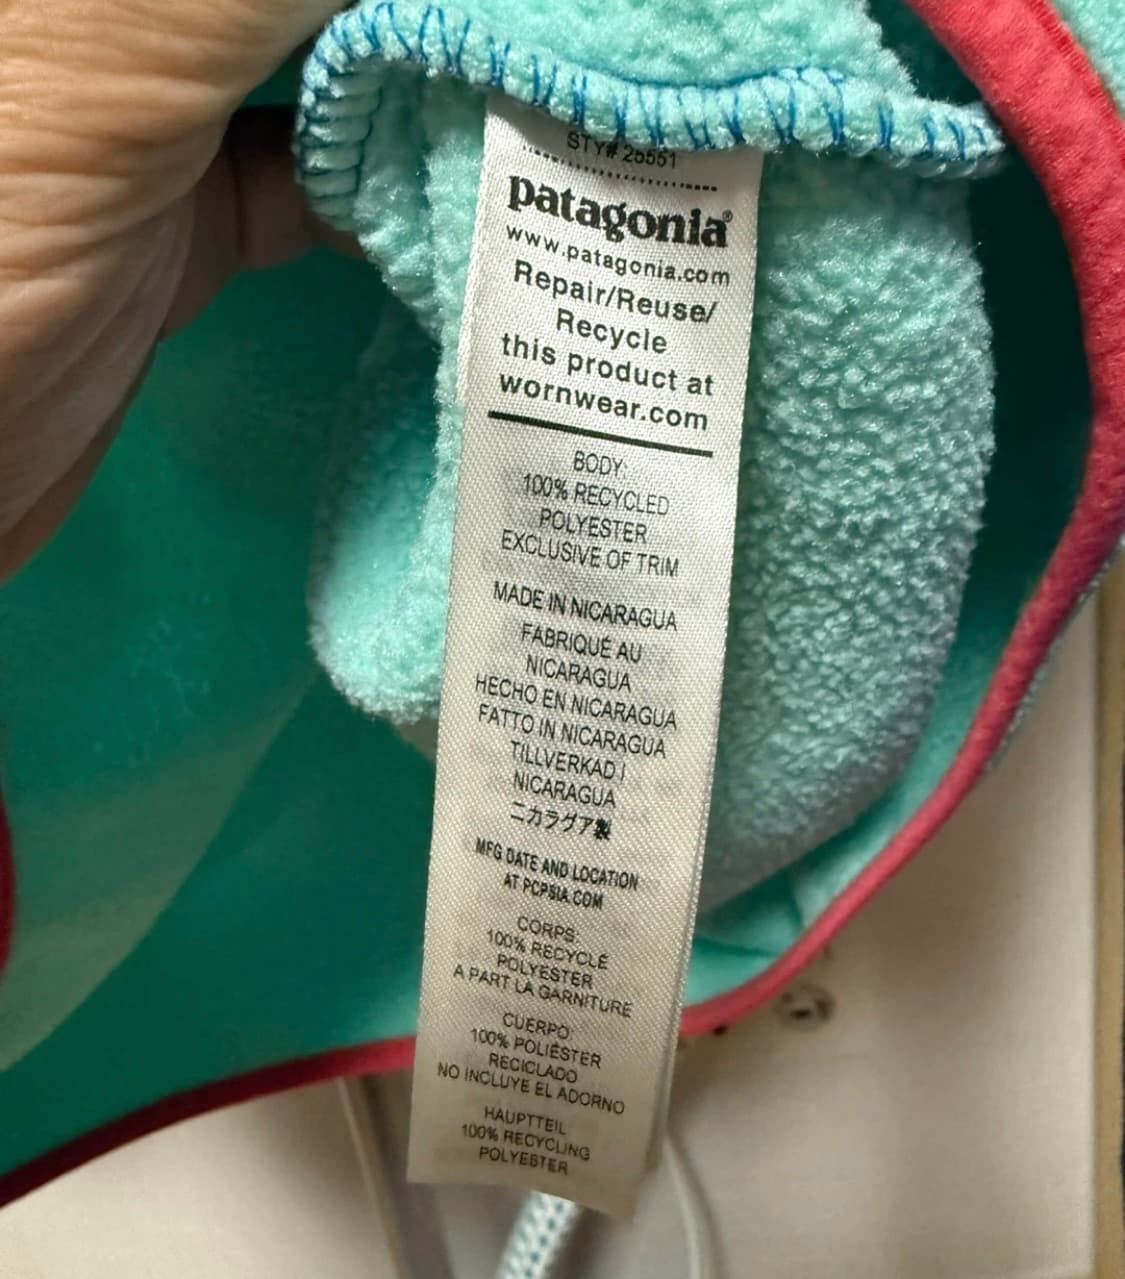 STY# 25551
patagonia®
www.patagonia.com
Repair/Reuse/
Recycle
this product at
wornwear.com
BODY:
100% RECYCLED
POLYESTER
EXCLUSIVE OF TRIM
MADE IN NICARAGUA
FABRIQUÉ AU
NICARAGUA
HECHO EN NICARAGUA
FATTO IN NICARAGUA
TILLVERKAD I
NICARAGUA
ニカラグア製
MFG DATE AND LOCATION
AT PCPSIA.COM
CORPS:
100% RECYCLÉ
POLYESTER
A PART LA GARNITURE
CUERPO:
100% POLIÉSTER
RECICLADO
NO INCLUYE EL ADORNO
HAUPTTEIL
100% RECYCLING
POLYESTER